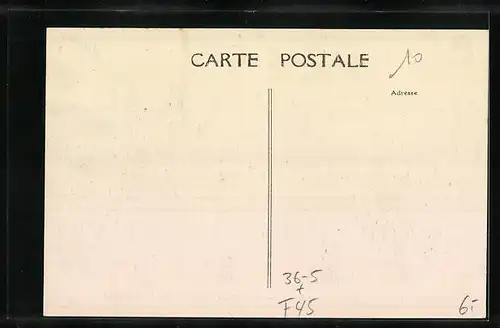 CARTE POSTALE
10
Adresse
36-5
+
F45
6.-